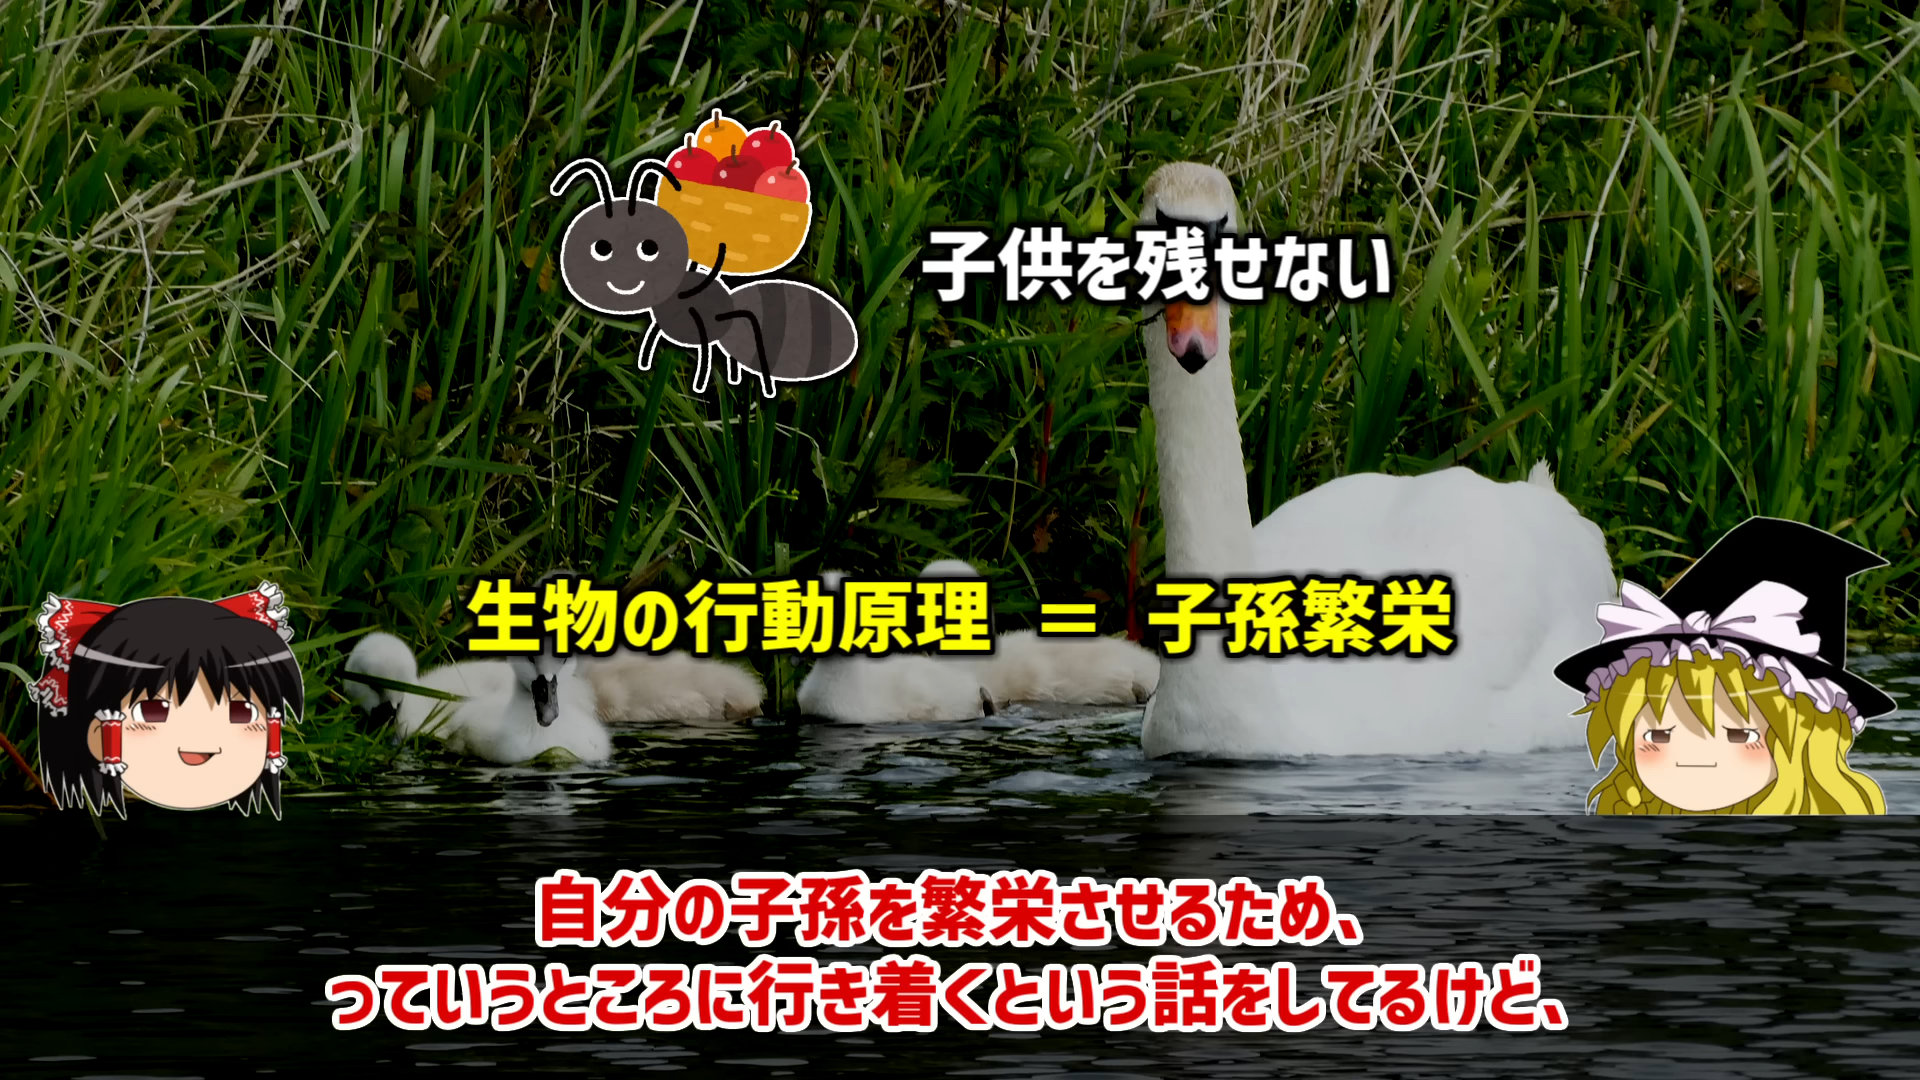 子供を残せない
生物の行動原理 = 子孫繁栄
自分の子孫を繁栄させるため、
っていうところに行き着くという話をしてるけど、